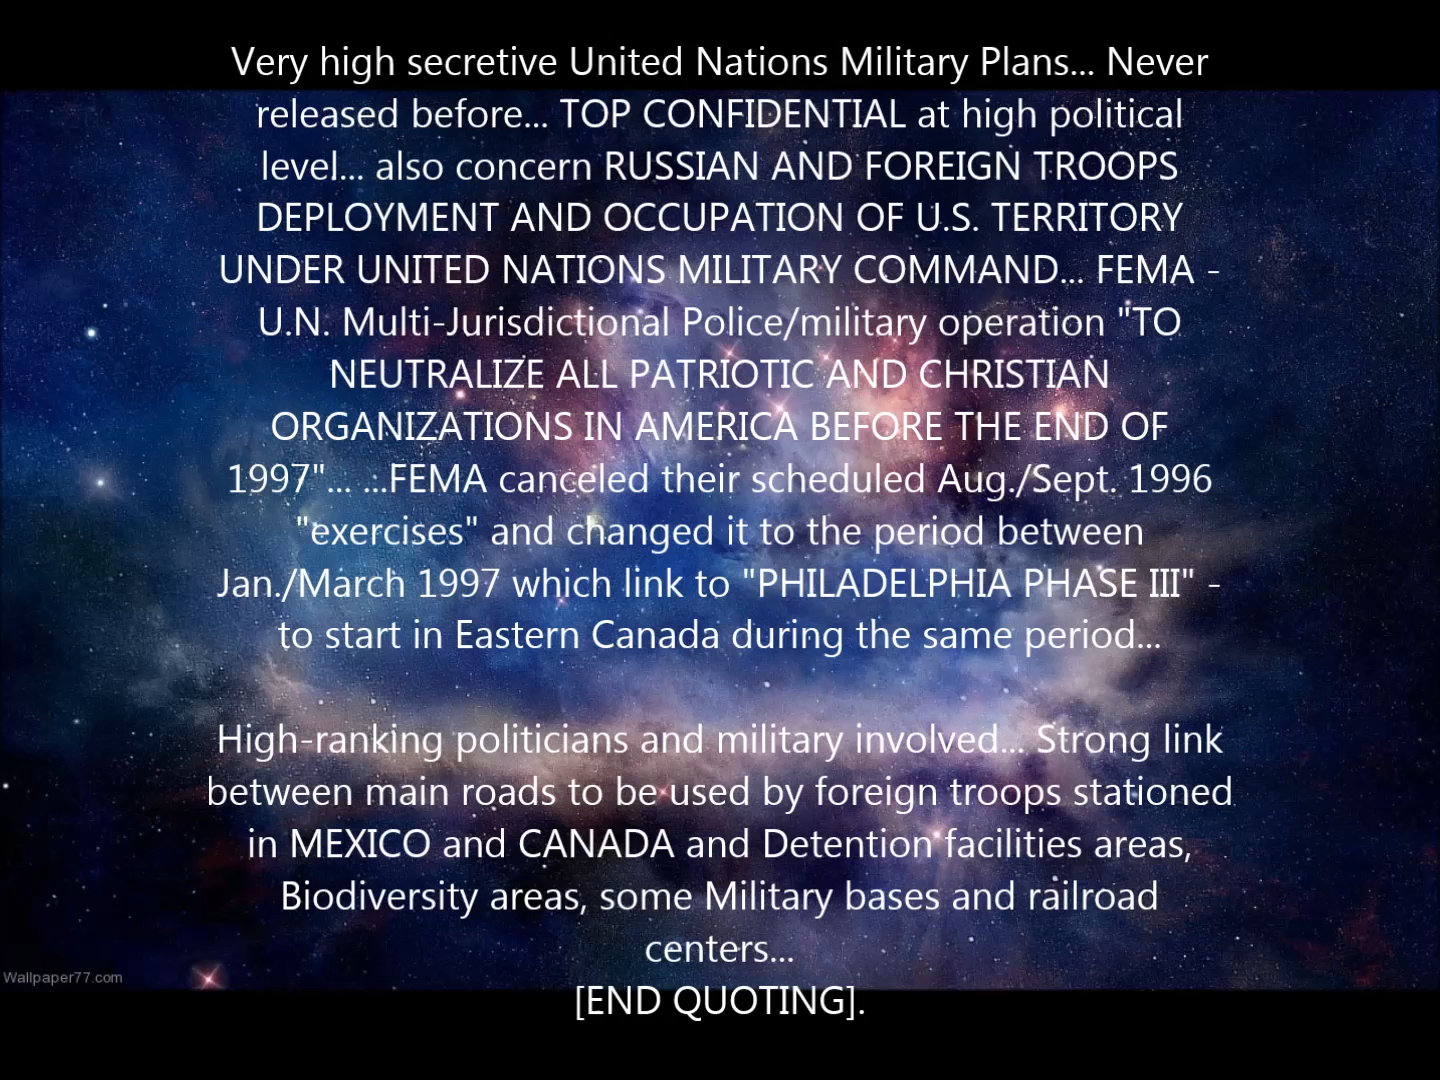 Very high secretive United Nations Military Plans... Never
released before... TOP CONFIDENTIAL at high political
level... also concern RUSSIAN AND FOREIGN TROOPS
DEPLOYMENT AND OCCUPATION OF U.S. TERRITORY
UNDER UNITED NATIONS MILITARY COMMAND... FEMA -
U.N. Multi-Jurisdictional Police/military operation "TO
NEUTRALIZE ALL PATRIOTIC AND CHRISTIAN
ORGANIZATIONS IN AMERICA BEFORE THE END OF
1997"... ...FEMA canceled their scheduled Aug./Sept. 1996
"exercises" and changed it to the period between
Jan./March 1997 which link to "PHILADELPHIA PHASE III" -
to start in Eastern Canada during the same period...
High-ranking politicians and military involved... Strong link
between main roads to be used by foreign troops stationed
in MEXICO and CANADA and Detention facilities areas,
Biodiversity areas, some Military bases and railroad
centers...
Wallpaper77.com
[END QUOTING].